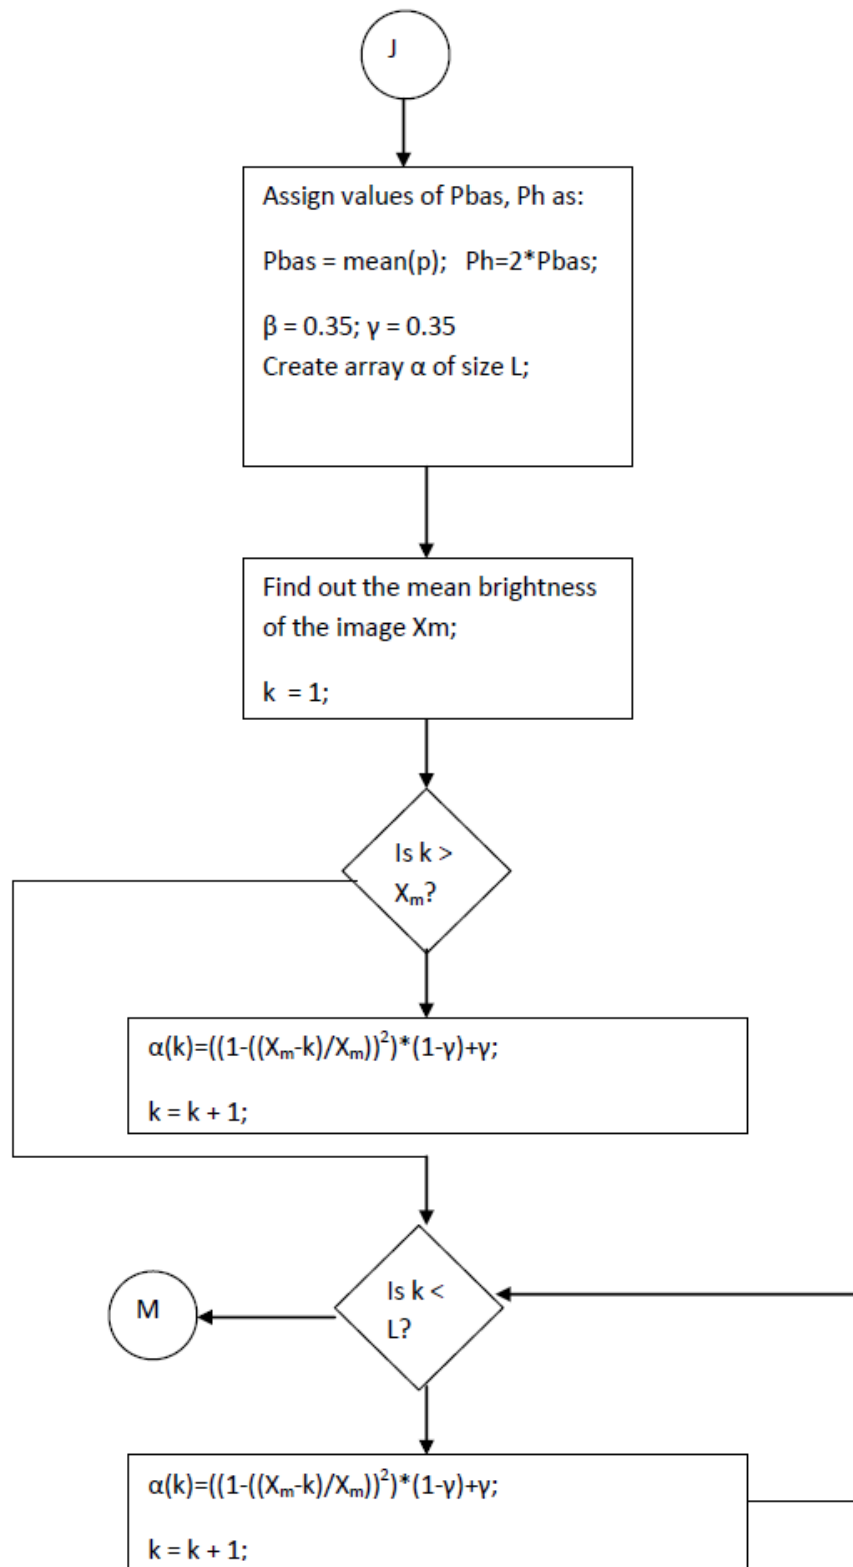 J
Assign values of Pbas, Ph as:
Pbas = mean(p);   Ph=2*Pbas;
β = 0.35; γ = 0.35
Create array α of size L;
Find out the mean brightness
of the image Xm;
k  = 1;
Is k >
Xₘ?
α(k)=((1-((Xₘ-k)/Xₘ))²)*(1-γ)+γ;
k = k + 1;
Is k <
L?
M
α(k)=((1-((Xₘ-k)/Xₘ))²)*(1-γ)+γ;
k = k + 1;